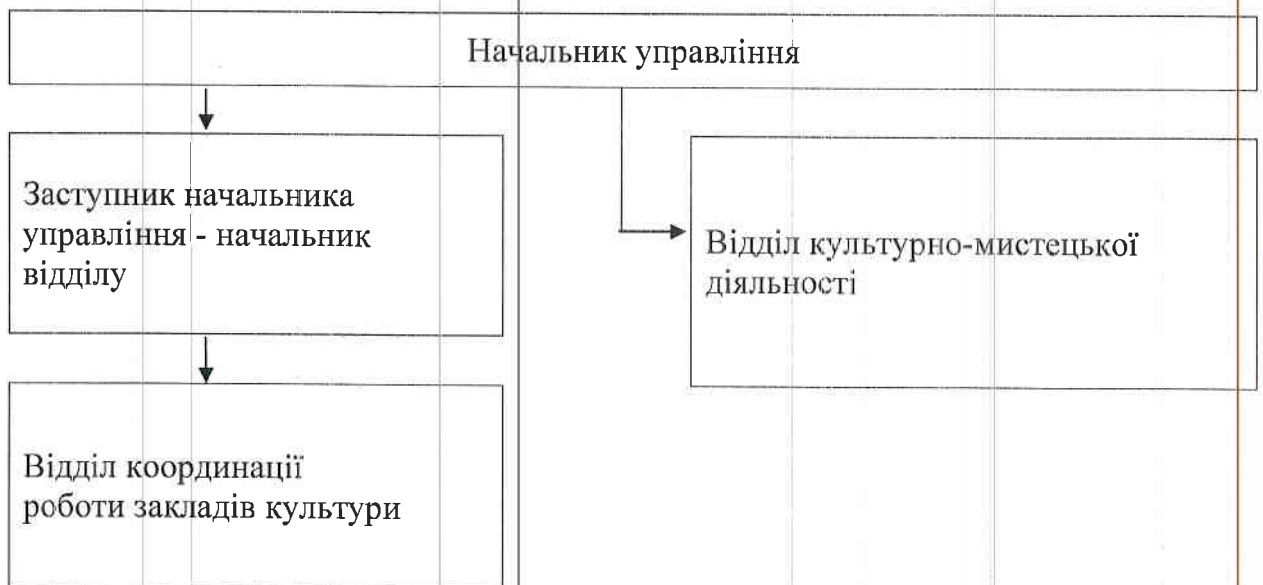 Начальник управління
Заступник начальника
управління - начальник
відділу
Відділ культурно-мистецької
діяльності
Відділ координації
роботи закладів культури